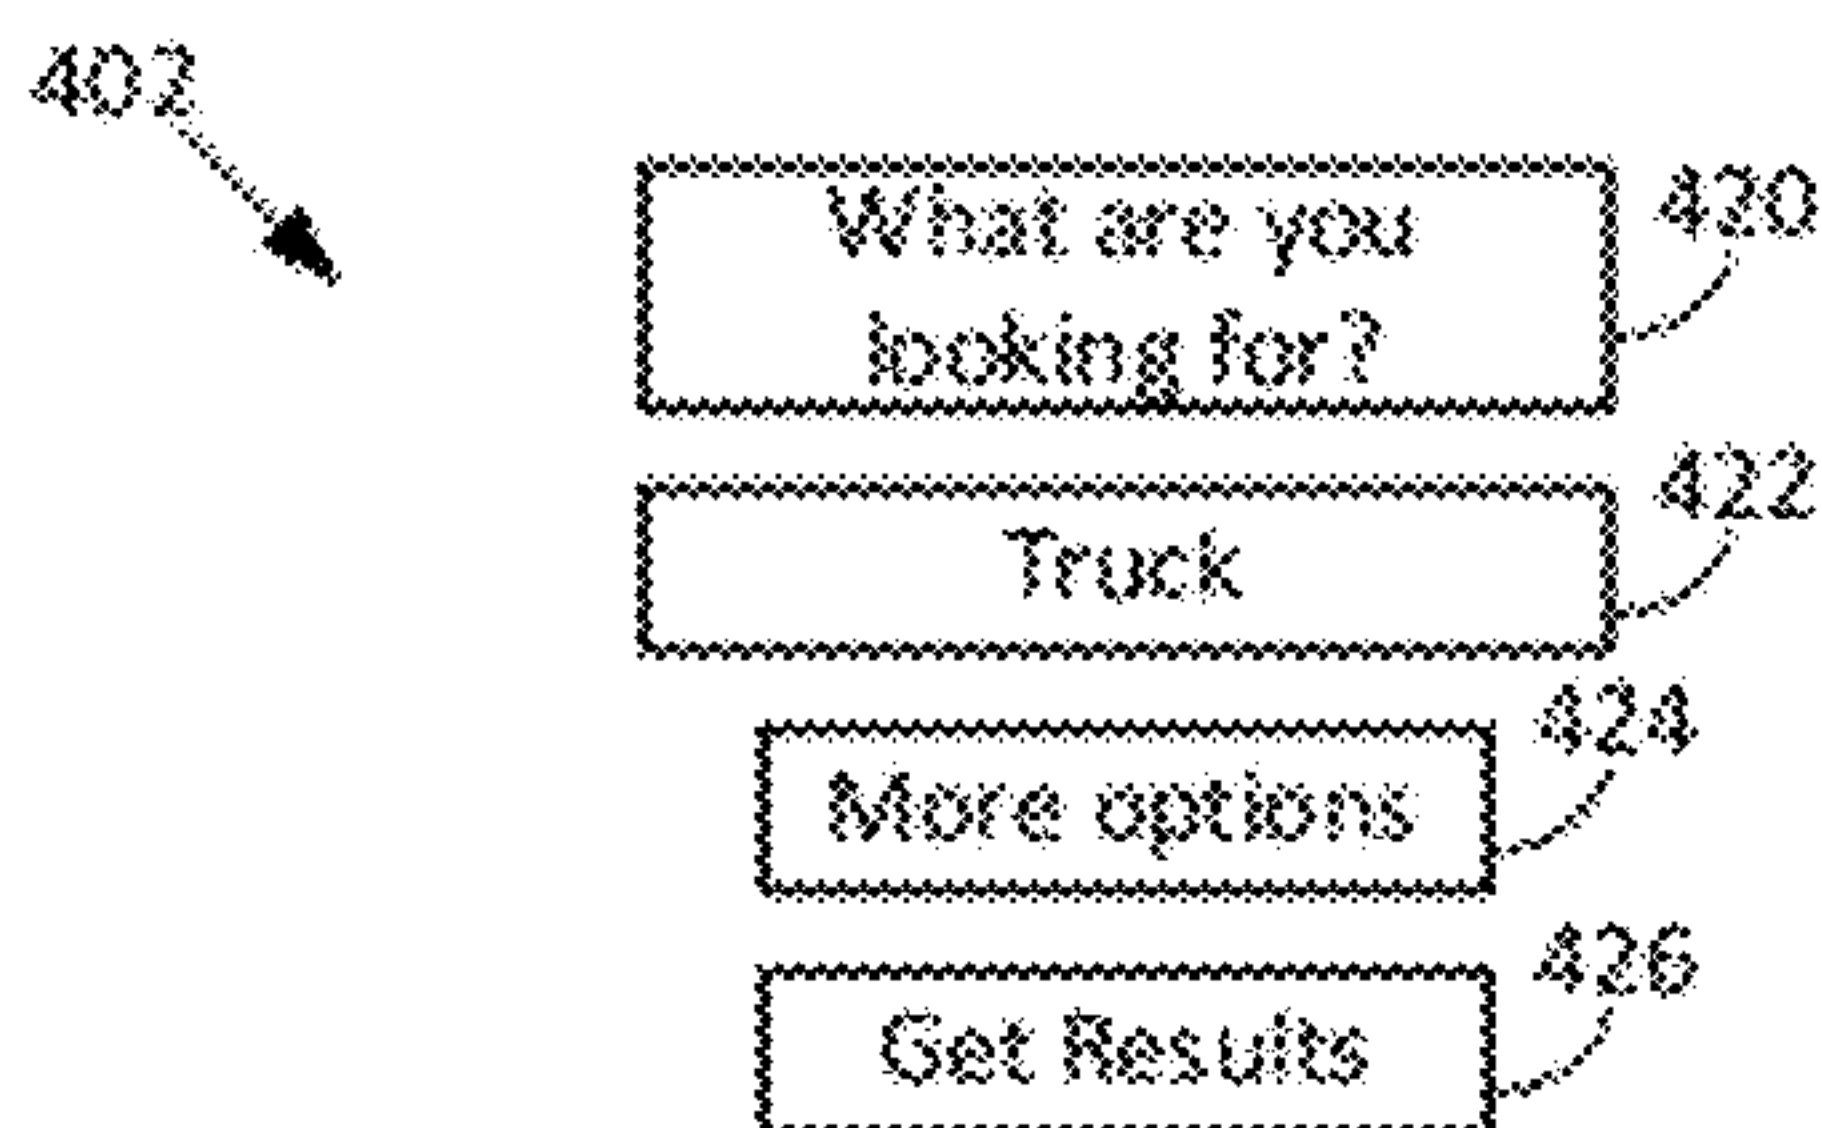 402
What are you
looking for?
420
Truck
422
More options
424
Get Results
426